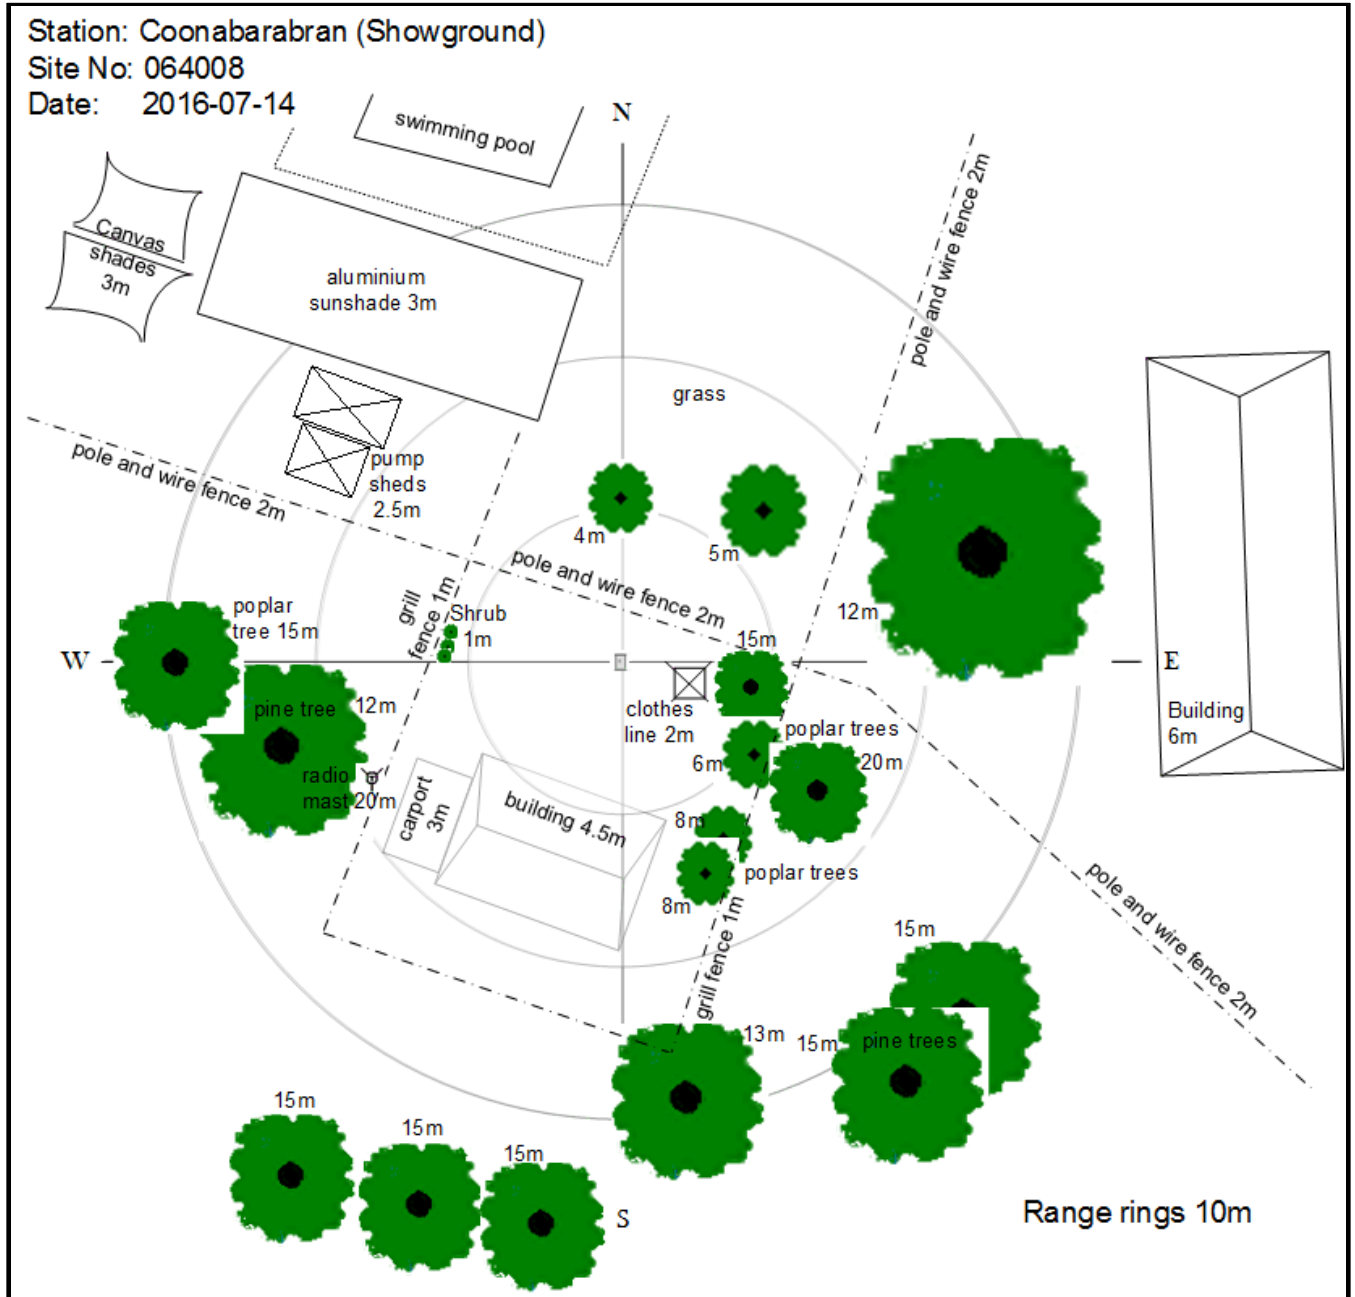 Station: Coonabarabran (Showground)
Site No: 064008
Date: 2016-07-14
N
swimming pool
pole and wire fence 2m
Canvas
shades
3m
aluminium
sunshade 3m
grass
pole and wire fence 2m
pump
sheds
2.5m
4m
5m
pole and wire fence 2m
grill
fence 1m
Shrub
1m
poplar
tree 15m
12m
15m
W
E
pine tree
12m
clothes
line 2m
Building
6m
poplar trees
6m
20m
radio
mast 20m
carport
3m
building 4.5m
8m
poplar trees
8m
pole and wire fence 2m
grill fence 1m
15m
13m
15m
pine trees
15m
15m
15m
S
Range rings 10m